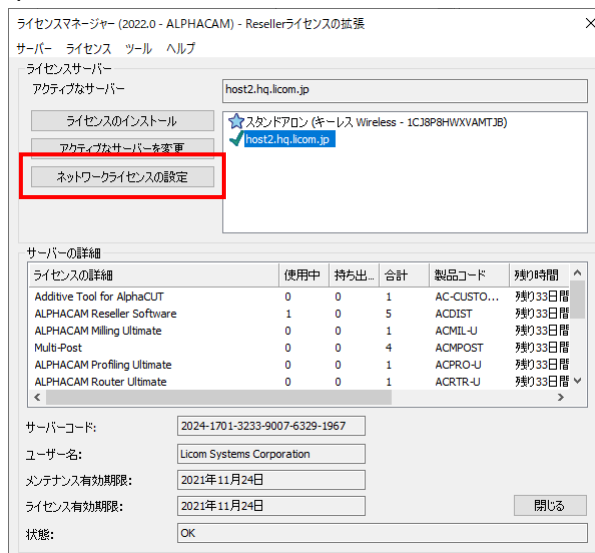 ライセンスマネージャー (2022.0 - ALPHACAM) - Resellerライセンスの拡張
サーバー ライセンス ツール ヘルプ
ライセンスサーバー
アクティブなサーバー host2.hq.licom.jp
ライセンスのインストール
アクティブなサーバーを変更
ネットワークライセンスの設定
スタンドアロン (キーレス Wireless - 1CJ8P8HWXVAMTJB)
host2.hq.licom.jp
サーバーの詳細
ライセンスの詳細 使用中 持ち出... 合計 製品コード 残り時間
Additive Tool for AlphaCUT 0 0 1 AC-CUSTO... 残り33日間
ALPHACAM Reseller Software 1 0 5 ACDIST 残り33日間
ALPHACAM Milling Ultimate 0 0 1 ACMIL-U 残り33日間
Multi-Post 0 0 4 ACMPOST 残り33日間
ALPHACAM Profiling Ultimate 0 0 1 ACPRO-U 残り33日間
ALPHACAM Router Ultimate 0 0 1 ACRTR-U 残り33日間
サーバーコード: 2024-1701-3233-9007-6329-1967
ユーザー名: Licom Systems Corporation
メンテナンス有効期限: 2021年11月24日
ライセンス有効期限: 2021年11月24日
閉じる
状態: OK